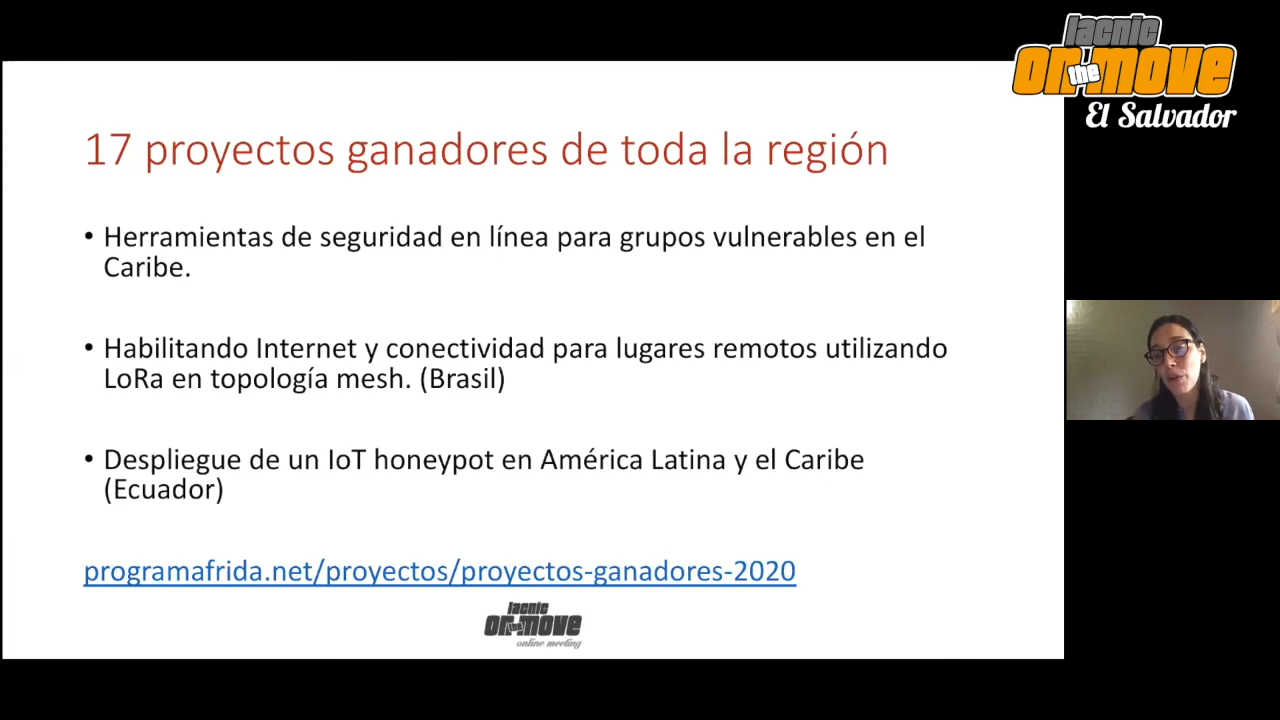 lacnic
on the move
El Salvador
17 proyectos ganadores de toda la región
• Herramientas de seguridad en línea para grupos vulnerables en el
Caribe.
• Habilitando Internet y conectividad para lugares remotos utilizando
LoRa en topología mesh. (Brasil)
• Despliegue de un IoT honeypot en América Latina y el Caribe
(Ecuador)
programafrida.net/proyectos/proyectos-ganadores-2020
lacnic
on the move
online meeting